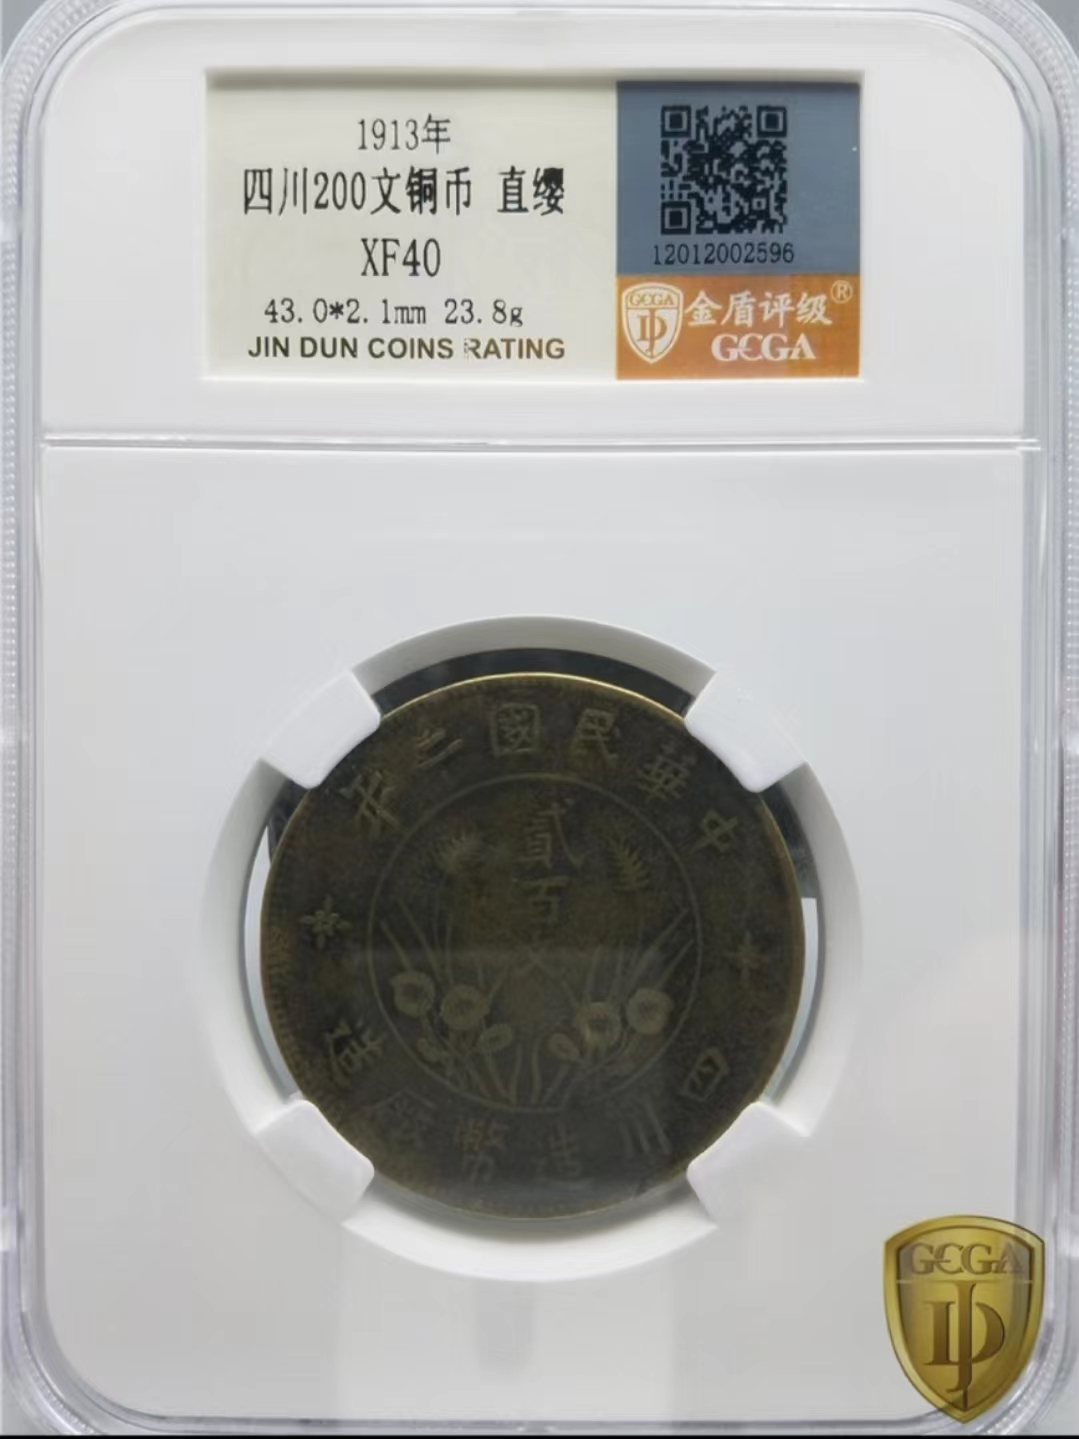 1913年
四川200文铜币 直缨
XF40
43.0*2.1mm 23.8g
JIN DUN COINS RATING
12012002596
GCGA
金盾评级®
GCGA
年二國民華中
貳
百
文
四川造幣廠造
GCGA